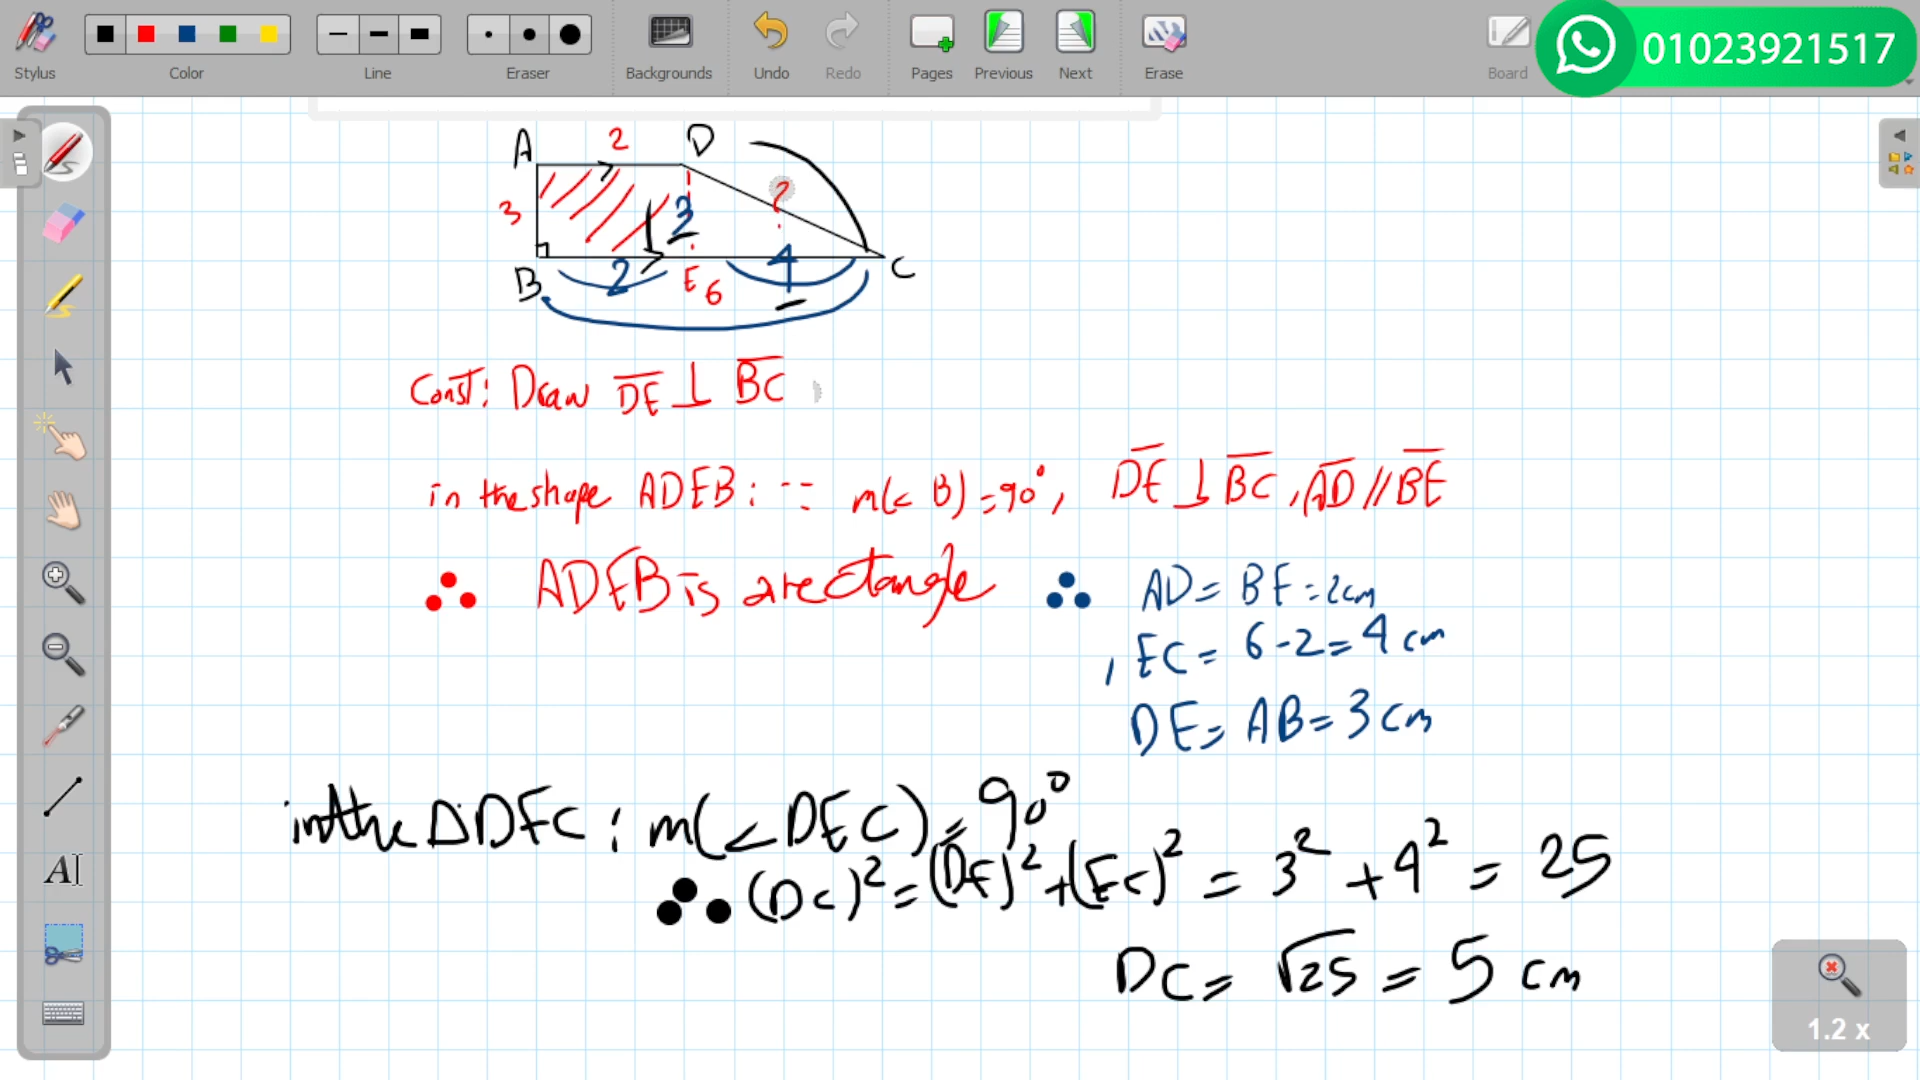 Stylus
Color
Line
Eraser
Backgrounds
Undo
Redo
Pages
Previous
Next
Erase
Board
01023921517
A 2 D
3 3 ?
B 2 E 6 4 C
Const: Draw DE ⊥ BC
in the shape ADEB: ∵ m(< B) = 90°, DE ⊥ BC, AD // BE
∴ ADEB is a rectangle ∴ AD = BE = 2cm
, EC = 6 - 2 = 4 cm
DE = AB = 3 cm
in the Δ DEC : m(< DEC) = 90°
∴ (DC)² = (DE)² + (EC)² = 3² + 4² = 25
DC = √25 = 5 cm
1.2 x